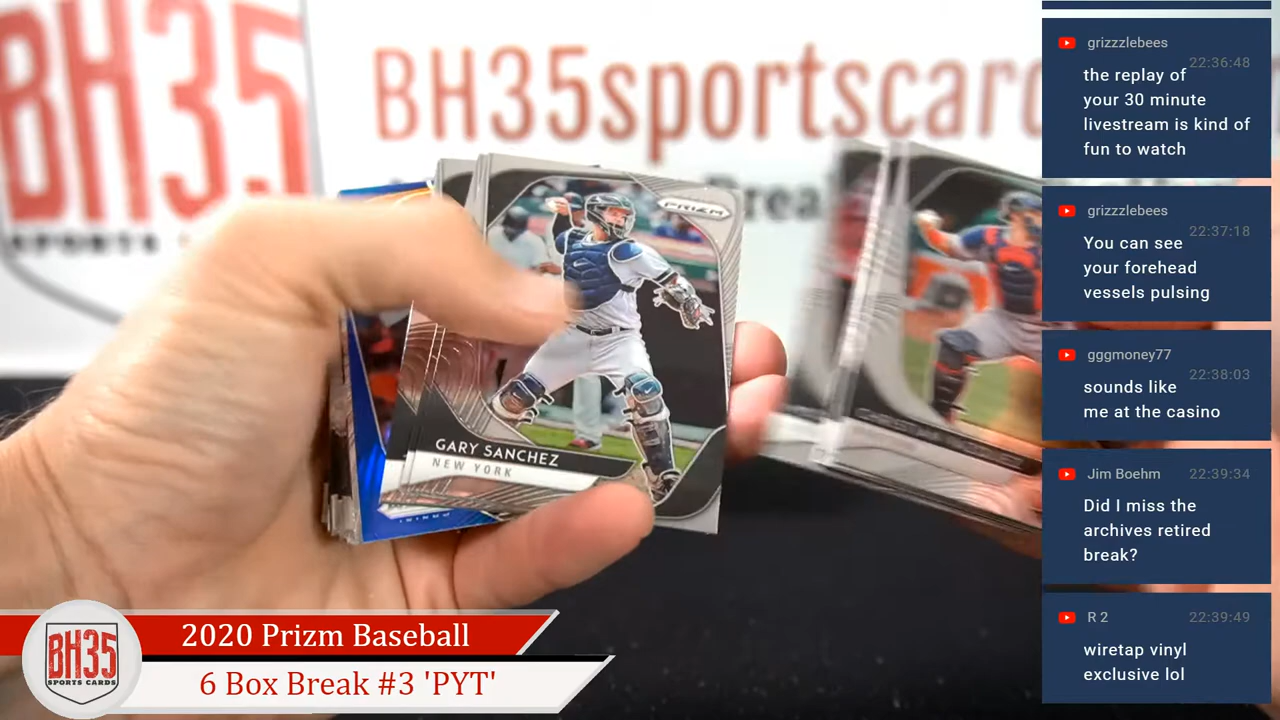 BH35
SPORTS
BH35sportscard
Brea
PRIZM
GARY SANCHEZ
NEW YORK
2020 Prizm Baseball
6 Box Break #3 'PYT'
BH35
SPORTS CARDS
grizzzlebees
22:36:48
the replay of
your 30 minute
livestream is kind of
fun to watch
grizzzlebees
22:37:18
You can see
your forehead
vessels pulsing
gggmoney77
22:38:03
sounds like
me at the casino
Jim Boehm 22:39:34
Did I miss the
archives retired
break?
R 2 22:39:49
wiretap vinyl
exclusive lol